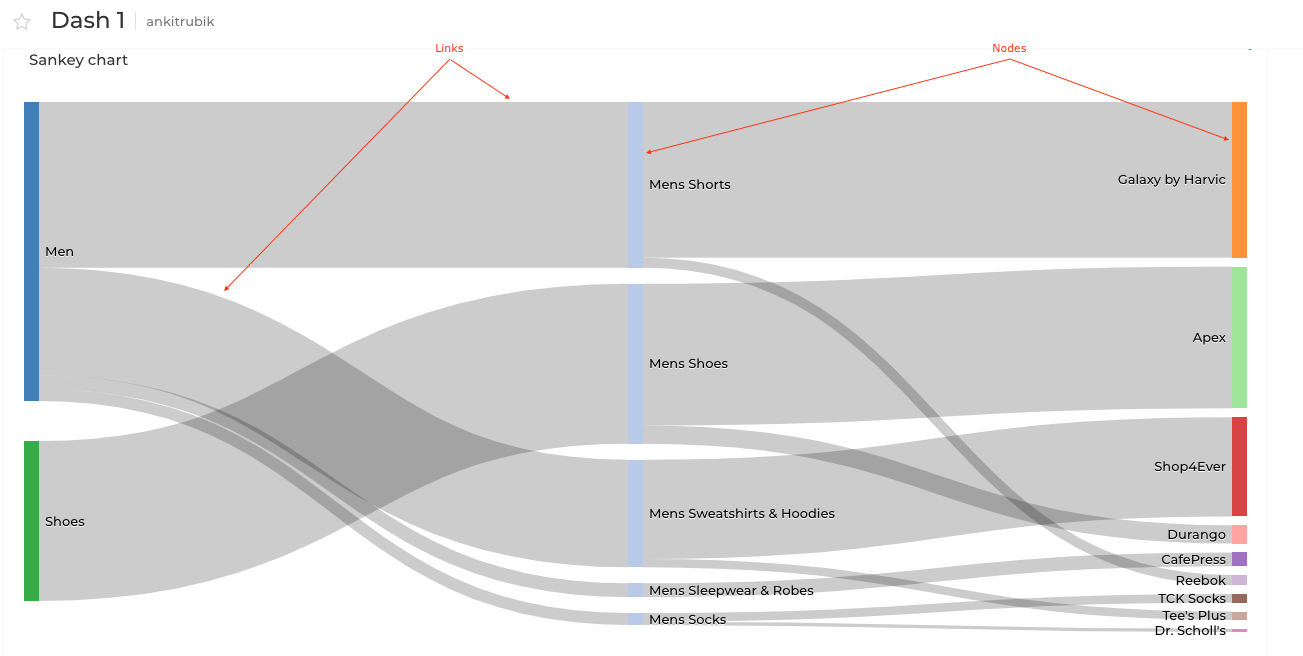 Dash 1
ankitrubik
Links
Nodes
Sankey chart
Mens Shorts
Galaxy by Harvic
Men
Apex
Mens Shoes
Shop4Ever
Mens Sweatshirts & Hoodies
Shoes
Durango
CafePress
Reebok
Mens Sleepwear & Robes
TCK Socks
Tee's Plus
Mens Socks
Dr. Scholl's